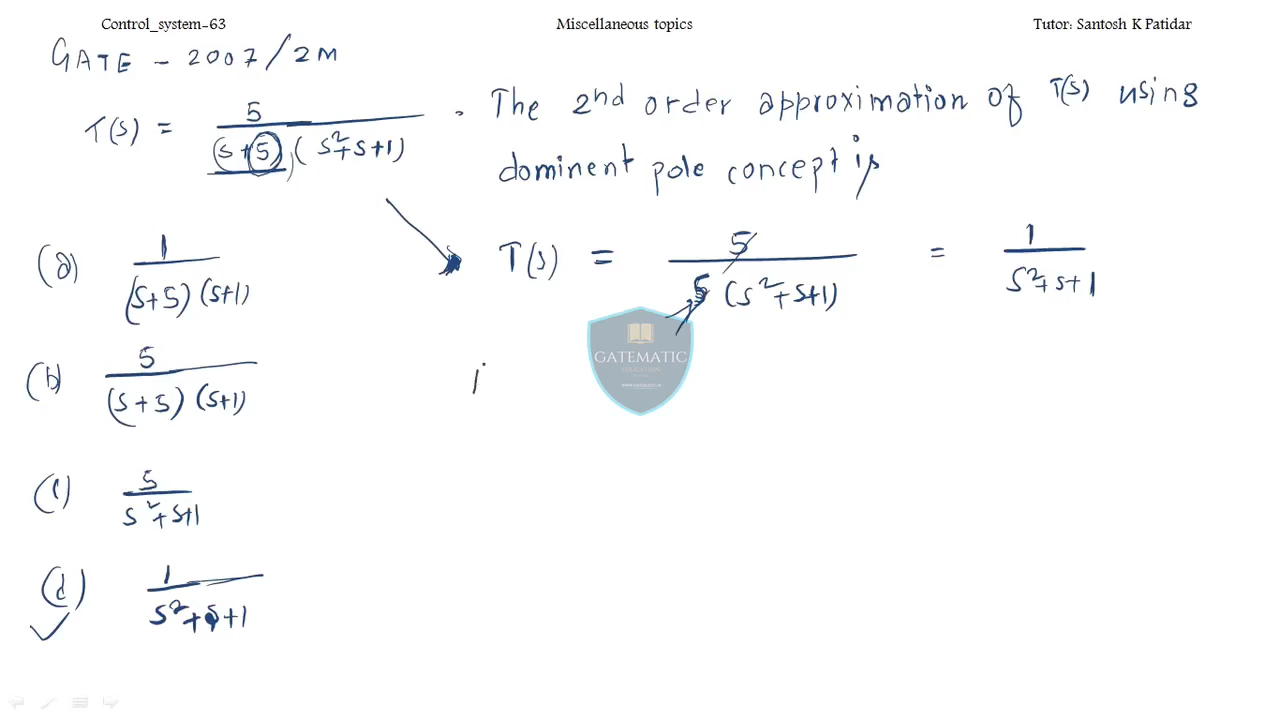 Control_system-63 Miscellaneous topics Tutor: Santosh K Patidar
GATE - 2007/2M
T(s) = 5 / (s+5)(s²+s+1) . The 2nd order approximation of T(s) using
dominent pole concept is
(a) 1 / (s+5)(s+1)
T(s) = 5 / 5(s²+s+1) = 1 / s²+s+1
(b) 5 / (s+5)(s+1)
GATEMATIC
EDUCATION
(c) 5 / s²+s+1
(d) 1 / s²+s+1